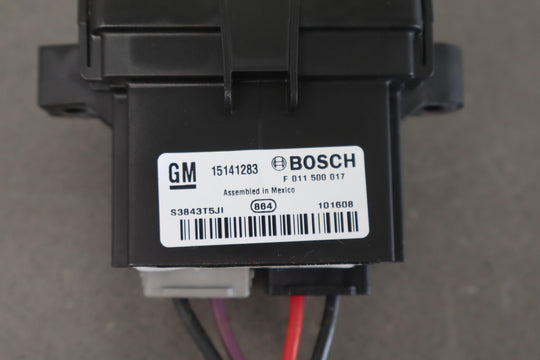 GM 15141283 BOSCH
F 011 500 017
Assembled in Mexico
S3843T5JI 864 101608